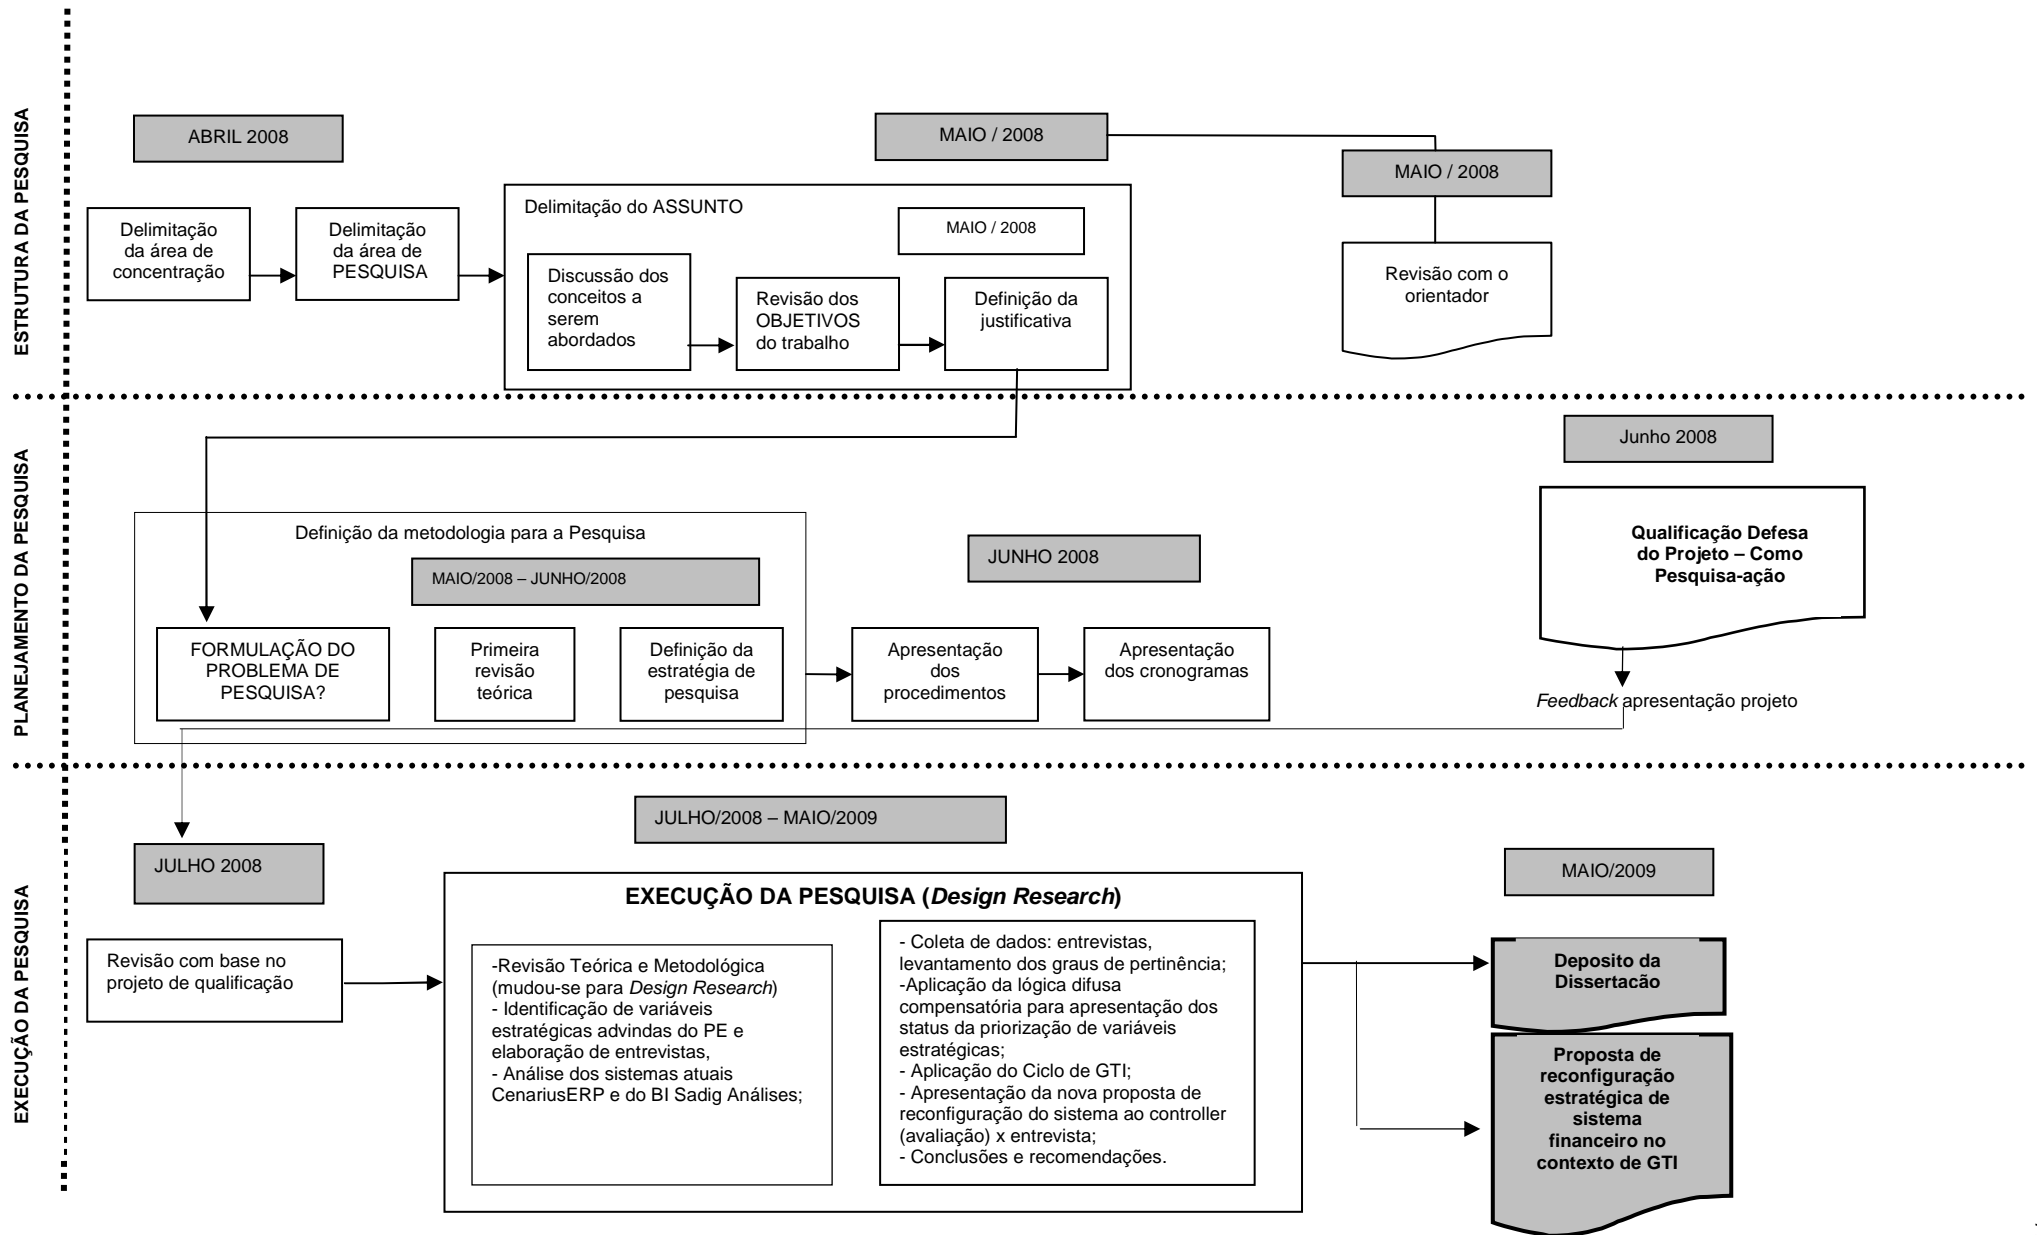 ESTRUTURA DA PESQUISA
ABRIL 2008
MAIO / 2008
MAIO / 2008
Delimitação
da área de
concentração
Delimitação
da área de
PESQUISA
Delimitação do ASSUNTO
MAIO / 2008
Discussão dos
conceitos a
serem
abordados
Revisão dos
OBJETIVOS
do trabalho
Definição da
justificativa
Revisão com o
orientador
PLANEJAMENTO DA PESQUISA
Junho 2008
Definição da metodologia para a Pesquisa
MAIO/2008 – JUNHO/2008
JUNHO 2008
Qualificação Defesa
do Projeto – Como
Pesquisa-ação
FORMULAÇÃO DO
PROBLEMA DE
PESQUISA?
Primeira
revisão
teórica
Definição da
estratégia de
pesquisa
Apresentação
dos
procedimentos
Apresentação
dos cronogramas
Feedback apresentação projeto
EXECUÇÃO DA PESQUISA
JULHO 2008
JULHO/2008 – MAIO/2009
MAIO/2009
Revisão com base no
projeto de qualificação
EXECUÇÃO DA PESQUISA (Design Research)
-Revisão Teórica e Metodológica
(mudou-se para Design Research)
- Identificação de variáveis
estratégicas advindas do PE e
elaboração de entrevistas,
- Análise dos sistemas atuais
CenariusERP e do BI Sadig Análises;
- Coleta de dados: entrevistas,
levantamento dos graus de pertinência;
-Aplicação da lógica difusa
compensatória para apresentação dos
status da priorização de variáveis
estratégicas;
- Aplicação do Ciclo de GTI;
- Apresentação da nova proposta de
reconfiguração do sistema ao controller
(avaliação) x entrevista;
- Conclusões e recomendações.
Deposito da
Dissertacão
Proposta de
reconfiguração
estratégica de
sistema
financeiro no
contexto de GTI